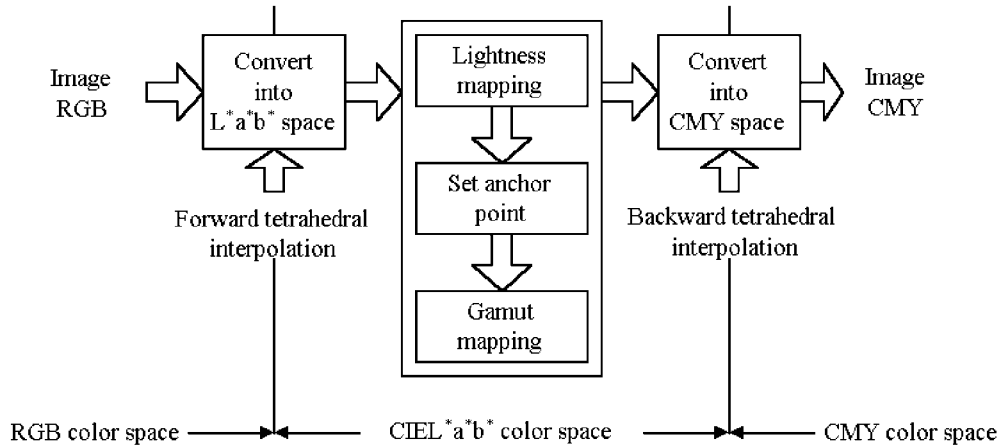 Image
RGB
Convert
into
L*a*b* space
Lightness
mapping
Set anchor
point
Gamut
mapping
Convert
into
CMY space
Image
CMY
Forward tetrahedral
interpolation
Backward tetrahedral
interpolation
RGB color space
CIEL*a*b* color space
CMY color space